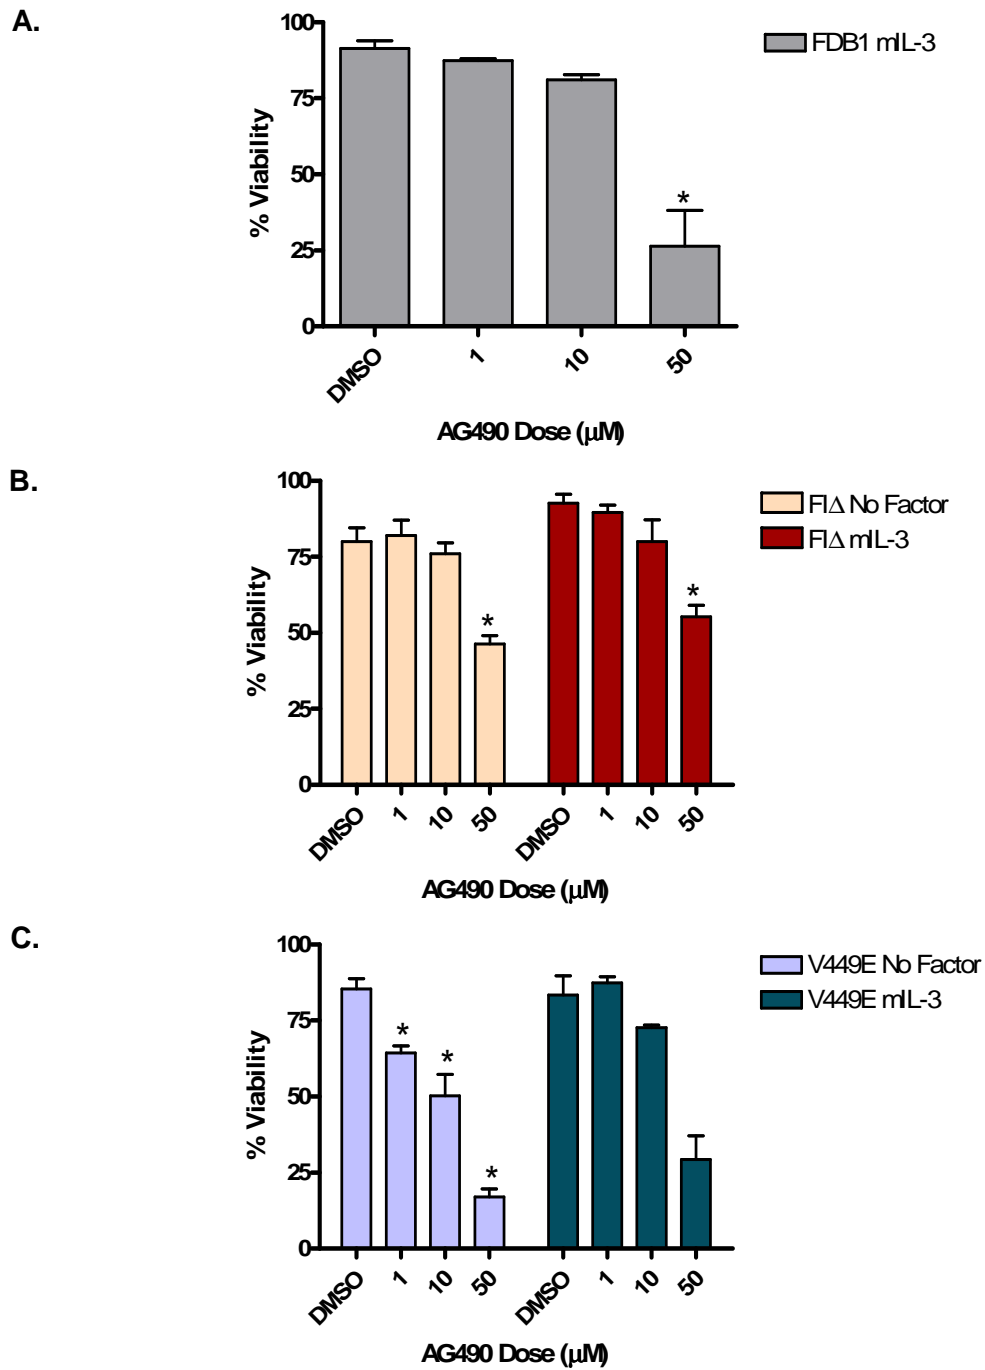 A.
100
75
50
25
0
% Viability
*
DMSO 1 10 50
AG490 Dose (μM)
FDB1 mIL-3
B.
100
75
50
25
0
% Viability
* *
DMSO 1 10 50 DMSO 1 10 50
AG490 Dose (μM)
FIΔ No Factor
FIΔ mIL-3
C.
100
75
50
25
0
% Viability
* * *
DMSO 1 10 50 DMSO 1 10 50
AG490 Dose (μM)
V449E No Factor
V449E mIL-3